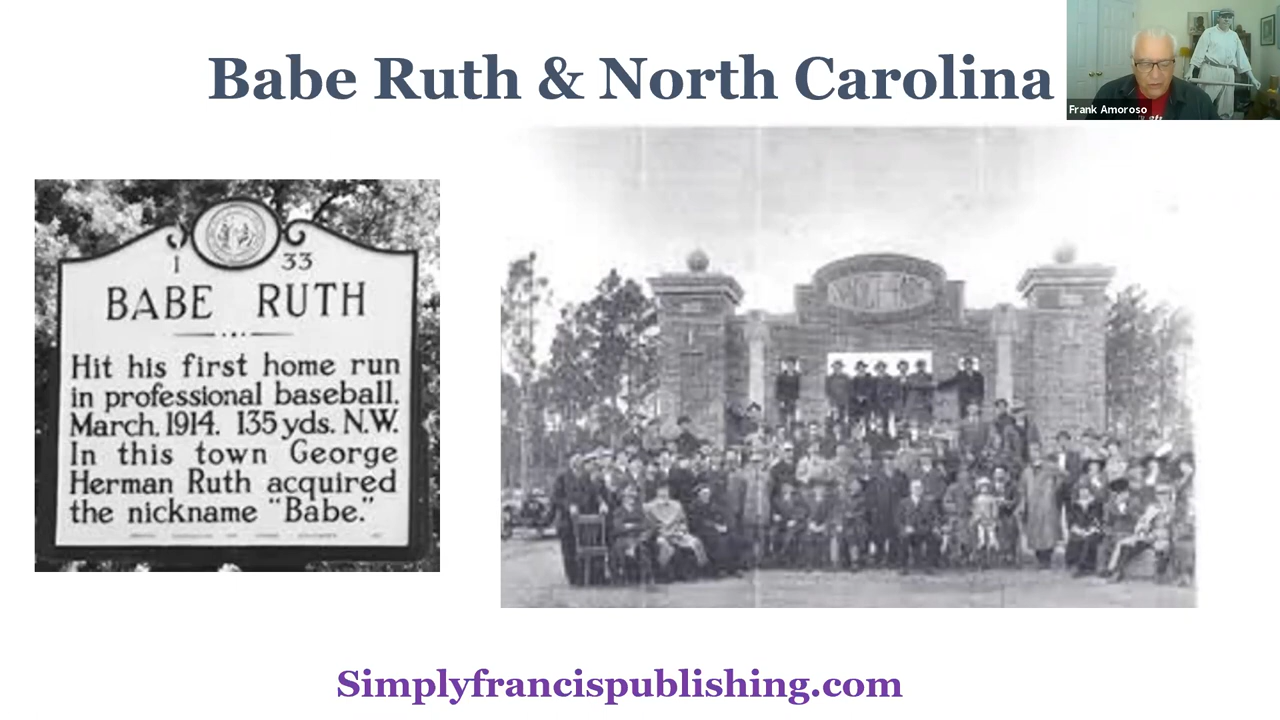 Babe Ruth & North Carolina
Frank Amoroso
1 33
BABE RUTH
Hit his first home run
in professional baseball.
March, 1914. 135 yds. N.W.
In this town George
Herman Ruth acquired
the nickname “Babe.”
Simplyfrancispublishing.com